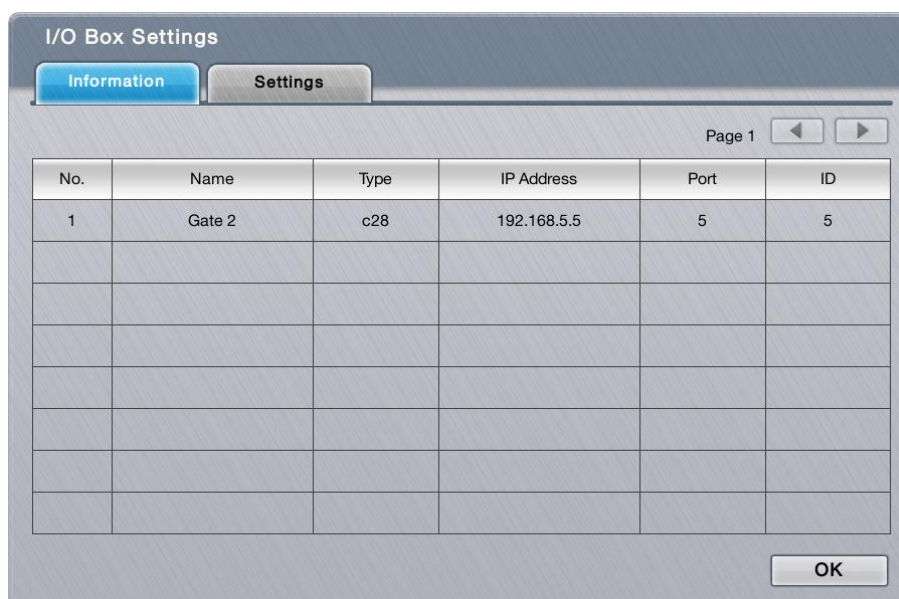 I/O Box Settings
Information Settings
Page 1
No. Name Type IP Address Port ID
1 Gate 2 c28 192.168.5.5 5 5
OK